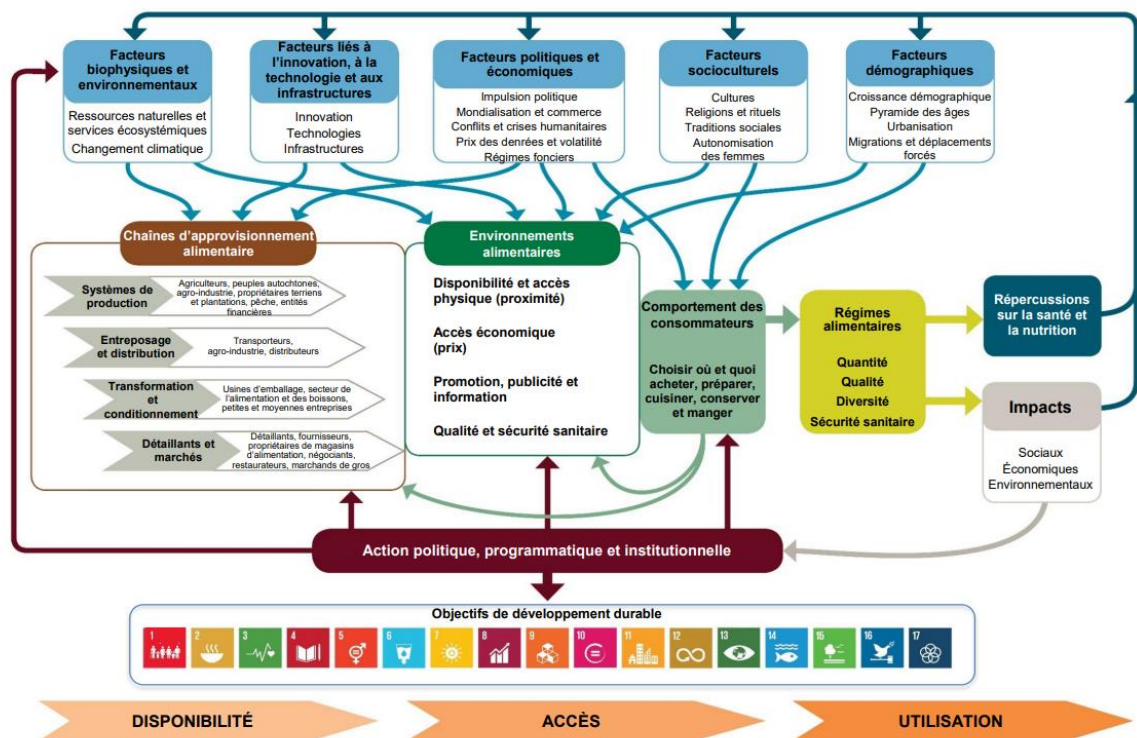 Facteurs
biophysiques et
environnementaux
Ressources naturelles et
services écosystémiques
Changement climatique
Facteurs liés à
l'innovation, à la
technologie et aux
infrastructures
Innovation
Technologies
Infrastructures
Facteurs politiques et
économiques
Impulsion politique
Mondialisation et commerce
Conflits et crises humanitaires
Prix des denrées et volatilité
Régimes fonciers
Facteurs
socioculturels
Cultures
Religions et rituels
Traditions sociales
Autonomisation
des femmes
Facteurs
démographiques
Croissance démographique
Pyramide des âges
Urbanisation
Migrations et déplacements
forcés
Chaînes d'approvisionnement
alimentaire
Systèmes de
production
Agriculteurs, peuples autochtones,
agro-industrie, propriétaires terriens
et plantations, pêche, entités
financières
Entreposage
et distribution
Transporteurs,
agro-industrie, distributeurs
Transformation
et
conditionnement
Usines d'emballage, secteur de
l'alimentation et des boissons,
petites et moyennes entreprises
Détaillants et
marchés
Détaillants, fournisseurs,
propriétaires de magasins
d'alimentation, négociants,
restaurateurs, marchands de gros
Environnements
alimentaires
Disponibilité et accès
physique (proximité)
Accès économique
(prix)
Promotion, publicité et
information
Qualité et sécurité sanitaire
Comportement des
consommateurs
Choisir où et quoi
acheter, préparer,
cuisiner, conserver
et manger
Régimes
alimentaires
Quantité
Qualité
Diversité
Sécurité sanitaire
Répercussions
sur la santé et
la nutrition
Impacts
Sociaux
Économiques
Environnementaux
Action politique, programmatique et institutionnelle
Objectifs de développement durable
1 2 3 4 5 6 7 8 9 10 11 12 13 14 15 16 17
DISPONIBILITÉ
ACCÈS
UTILISATION